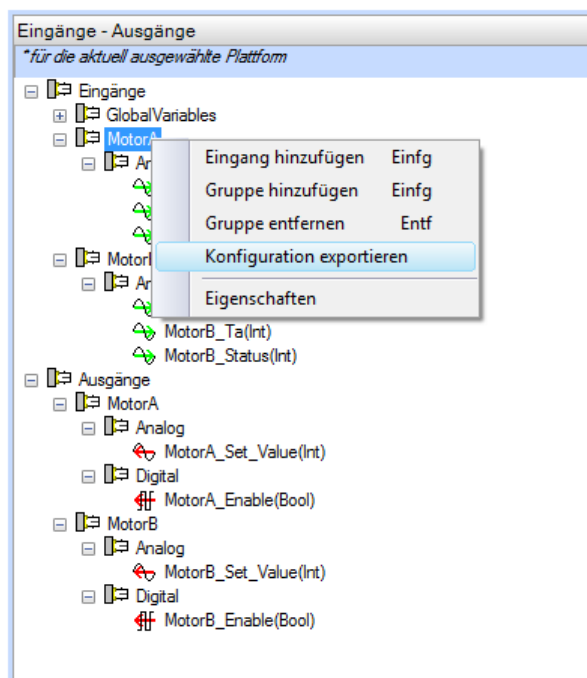 Eingänge - Ausgänge
*für die aktuell ausgewählte Plattform
Eingänge
GlobalVariables
MotorA
Eingang hinzufügen Einfg
Gruppe hinzufügen Einfg
Gruppe entfernen Entf
Konfiguration exportieren
Eigenschaften
MotorB_Ta(Int)
MotorB_Status(Int)
Ausgänge
MotorA
Analog
MotorA_Set_Value(Int)
Digital
MotorA_Enable(Bool)
MotorB
Analog
MotorB_Set_Value(Int)
Digital
MotorB_Enable(Bool)